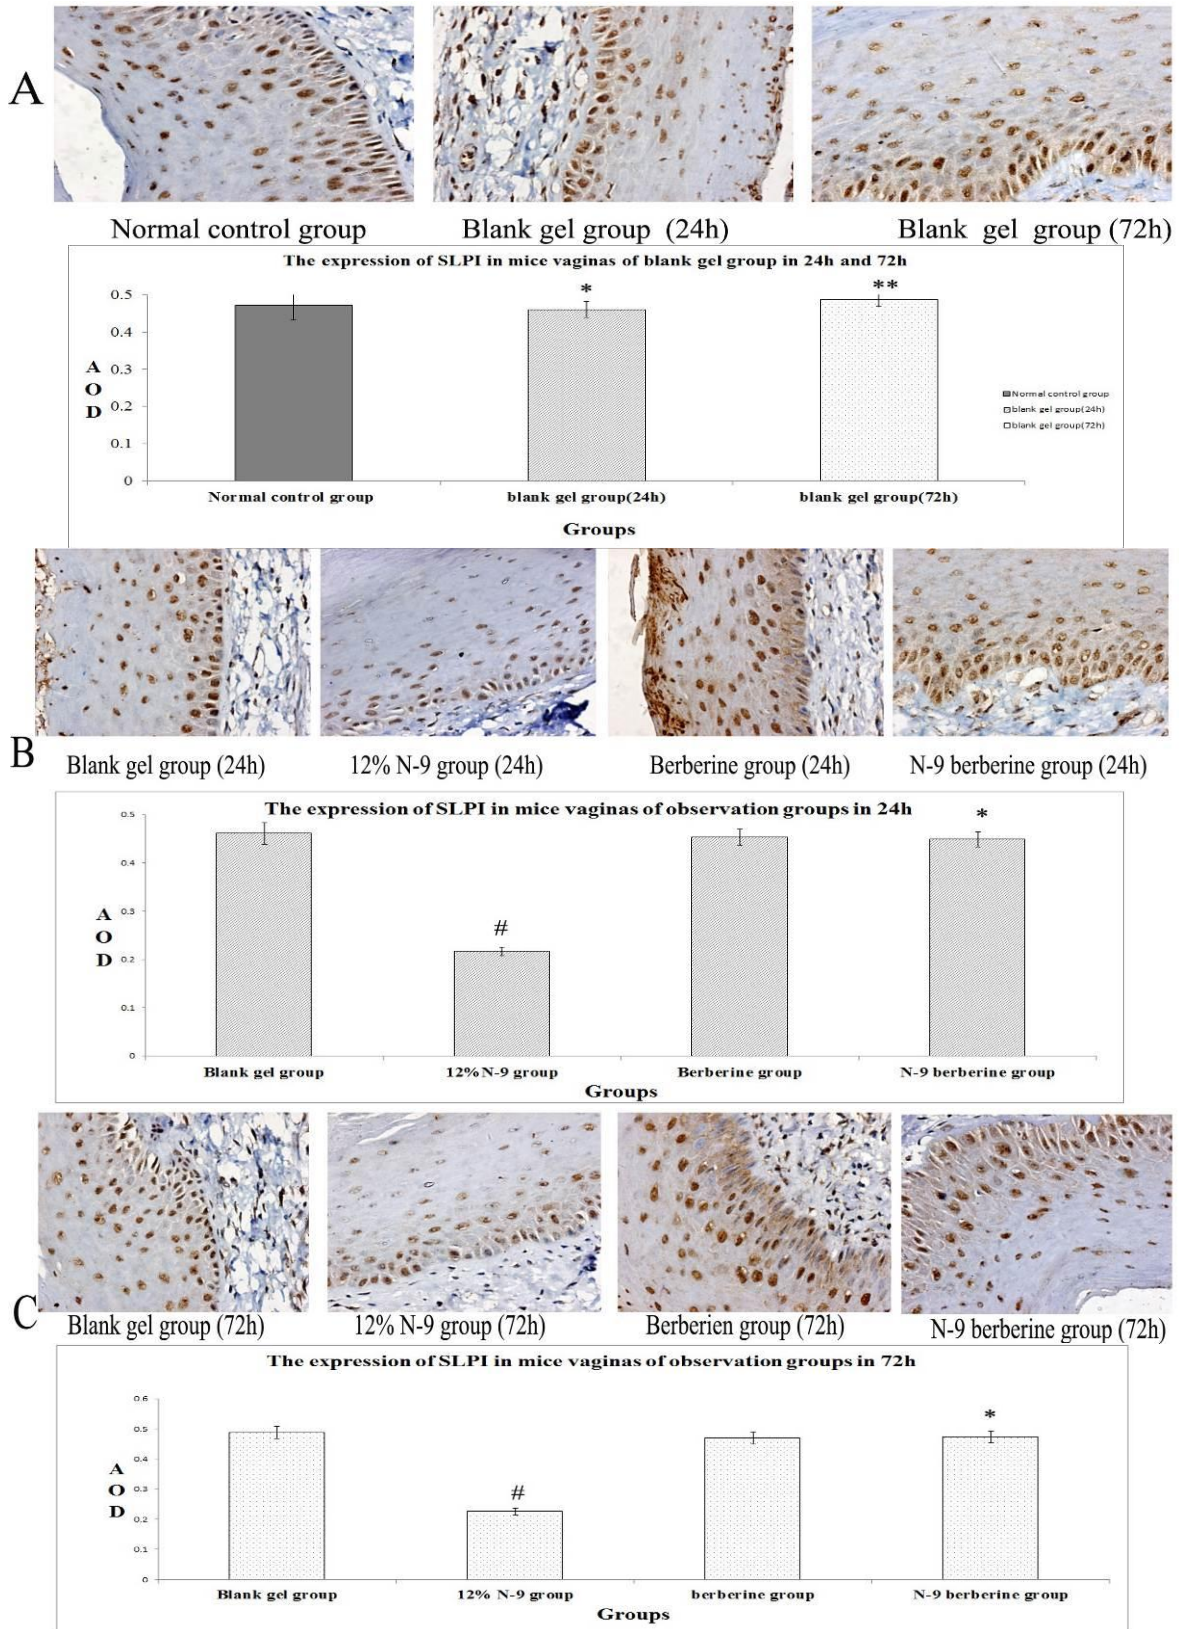 A
Normal control group
Blank gel group (24h)
Blank gel group (72h)
The expression of SLPI in mice vaginas of blank gel group in 24h and 72h
0.5
0.4
0.3
0.2
0.1
0
A
O
D
*
**
Normal control group
blank gel group(24h)
blank gel group(72h)
Normal control group
blank gel group(24h)
blank gel group(72h)
Groups
B
Blank gel group (24h)
12% N-9 group (24h)
Berberine group (24h)
N-9 berberine group (24h)
The expression of SLPI in mice vaginas of observation groups in 24h
0.5
0.4
0.3
0.2
0.1
0
A
O
D
#
*
Blank gel group
12%N-9 group
Berberine group
N-9 berberine group
Groups
C
Blank gel group (72h)
12% N-9 group (72h)
Berberien group (72h)
N-9 berberine group (72h)
The expression of SLPI in mice vaginas of observation groups in 72h
0.6
0.5
0.4
0.3
0.2
0.1
0
A
O
D
#
*
Blank gel group
12% N-9 group
berberine group
N-9 berberine group
Groups